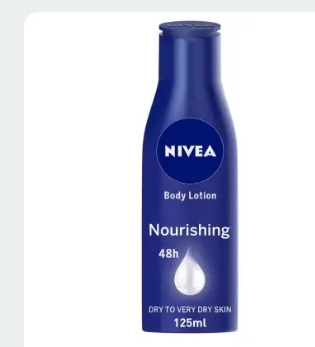 NIVEA
Body Lotion
Nourishing
48h
DRY TO VERY DRY SKIN
125ml